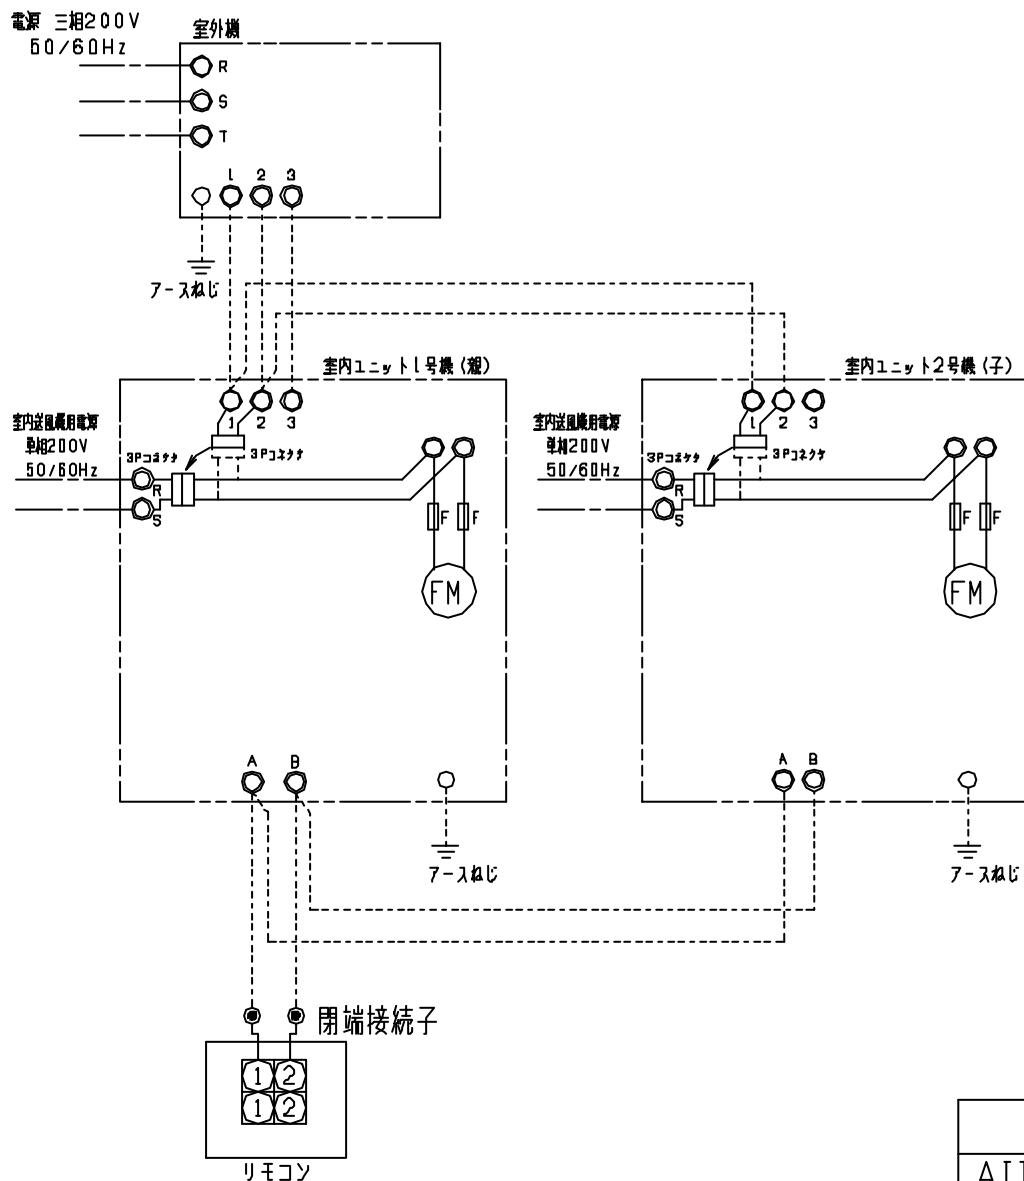 電源 三相200V
50/60Hz
室外機
R
S
T
1 2 3
アースねじ
室内ユニット1号機(親)
室内ユニット2号機(子)
室内送風機用電源
単相200V
50/60Hz
1 2 3
3Pコネクタ
3Pコネクタ
R
S
F F
FM
室内送風機用電源
単相200V
50/60Hz
1 2 3
3Pコネクタ
3Pコネクタ
R
S
F F
FM
A B
アースねじ
A B
アースねじ
閉端接続子
1 2
1 2
リモコン